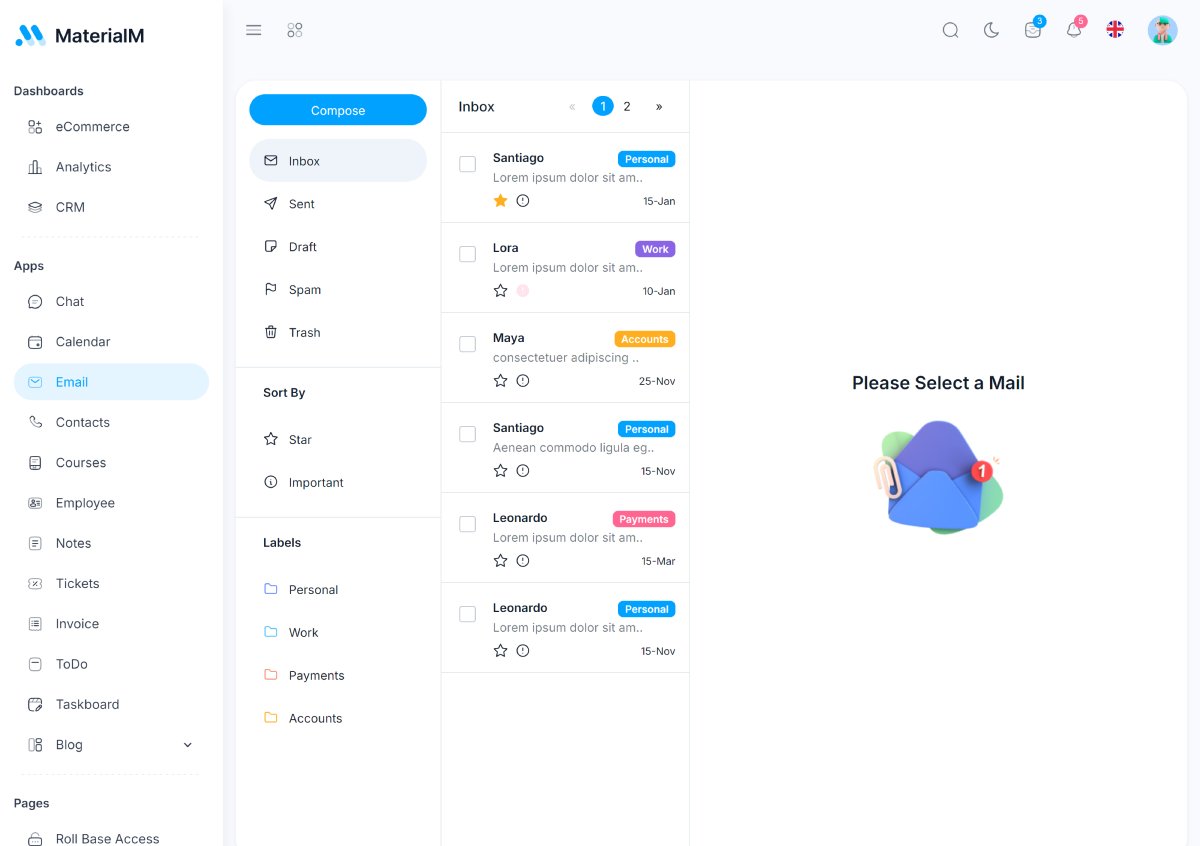 MaterialM
3
5
Dashboards
eCommerce
Analytics
CRM
Apps
Chat
Calendar
Email
Contacts
Courses
Employee
Notes
Tickets
Invoice
ToDo
Taskboard
Blog
Pages
Roll Base Access
Compose
Inbox
Sent
Draft
Spam
Trash
Sort By
Star
Important
Labels
Personal
Work
Payments
Accounts
Inbox « 1 2 »
Santiago Personal
Lorem ipsum dolor sit am..
15-Jan
Lora Work
Lorem ipsum dolor sit am..
10-Jan
Maya Accounts
consectetuer adipiscing ..
25-Nov
Santiago Personal
Aenean commodo ligula eg..
15-Nov
Leonardo Payments
Lorem ipsum dolor sit am..
15-Mar
Leonardo Personal
Lorem ipsum dolor sit am..
15-Nov
Please Select a Mail
1